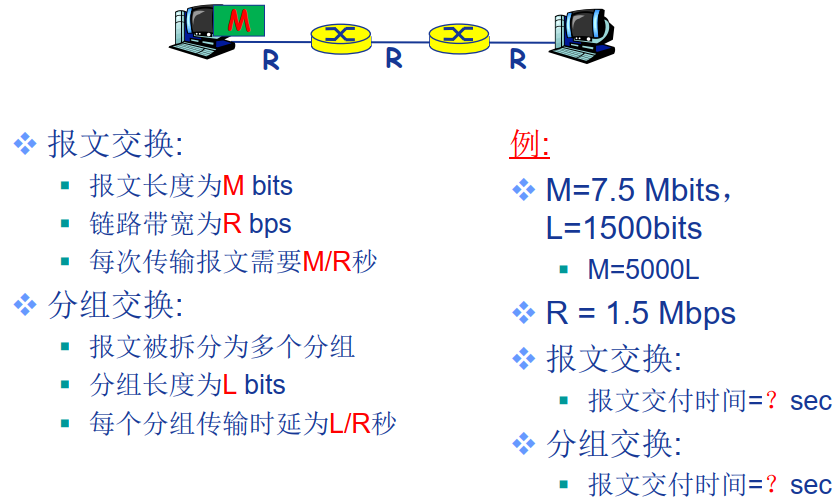 M
R
R
R
报文交换:
报文长度为M bits
链路带宽为R bps
每次传输报文需要M/R秒
分组交换:
报文被拆分为多个分组
分组长度为L bits
每个分组传输时延为L/R秒
例:
M=7.5 Mbits，
L=1500bits
M=5000L
R = 1.5 Mbps
报文交换:
报文交付时间=？sec
分组交换:
报文交付时间=？sec